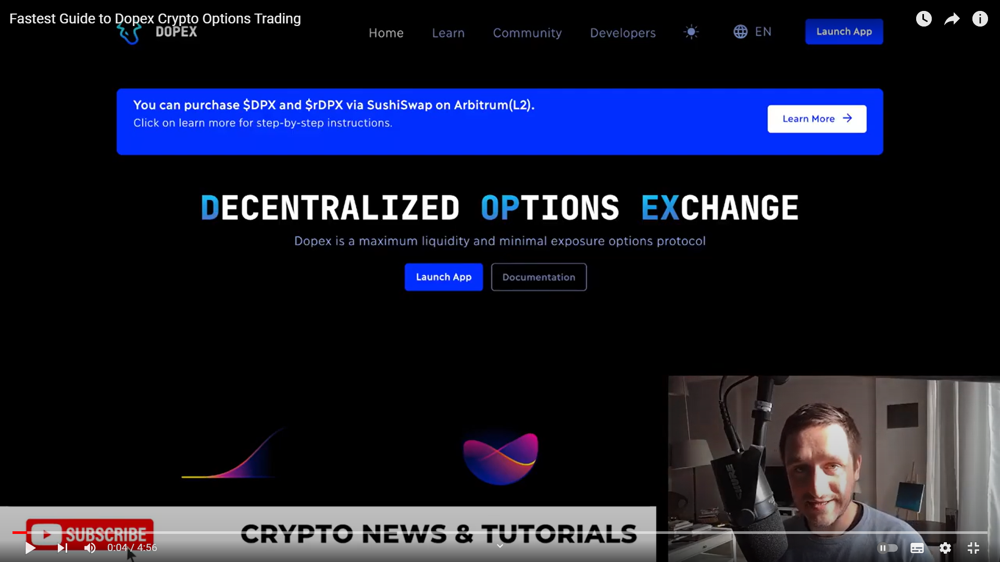 Fastest Guide to Dopex Crypto Options Trading
DOPEX
Home
Learn
Community
Developers
EN
Launch App
You can purchase $DPX and $rDPX via SushiSwap on Arbitrum(L2).
Click on learn more for step-by-step instructions.
Learn More
DECENTRALIZED OPTIONS EXCHANGE
Dopex is a maximum liquidity and minimal exposure options protocol
Launch App
Documentation
SHURE
SUBSCRIBE
CRYPTO NEWS & TUTORIALS
0:04 / 4:56